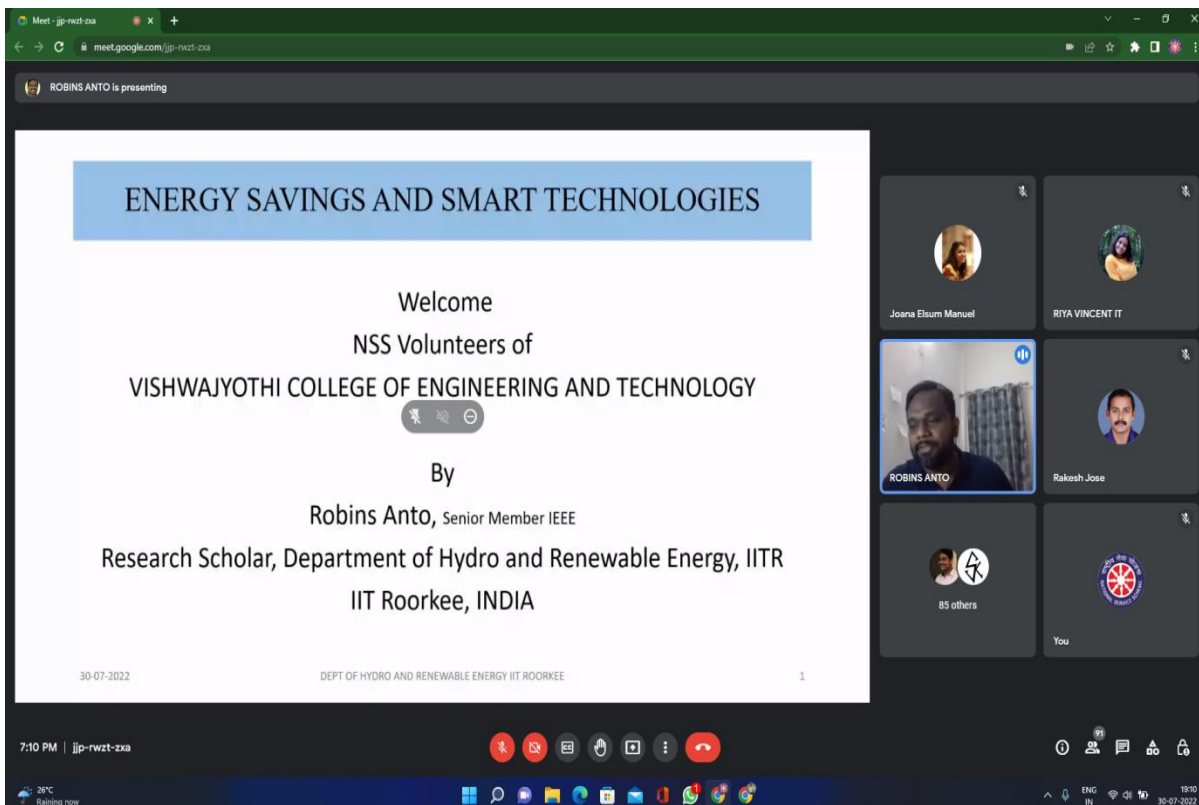 Meet - jjp-rwzt-zxa
meet.google.com/jjp-rwzt-zxa
ROBINS ANTO is presenting
ENERGY SAVINGS AND SMART TECHNOLOGIES
Welcome
NSS Volunteers of
VISHWAJYOTHI COLLEGE OF ENGINEERING AND TECHNOLOGY
By
Robins Anto, Senior Member IEEE
Research Scholar, Department of Hydro and Renewable Energy, IITR
IIT Roorkee, INDIA
30-07-2022 DEPT OF HYDRO AND RENEWABLE ENERGY IIT ROORKEE 1
Joana Elsum Manuel
RIYA VINCENT IT
ROBINS ANTO
Rakesh Jose
85 others
You
7:10 PM | jjp-rwzt-zxa
91
26°C
Raining now
ENG
IN
19:10
30-07-2022